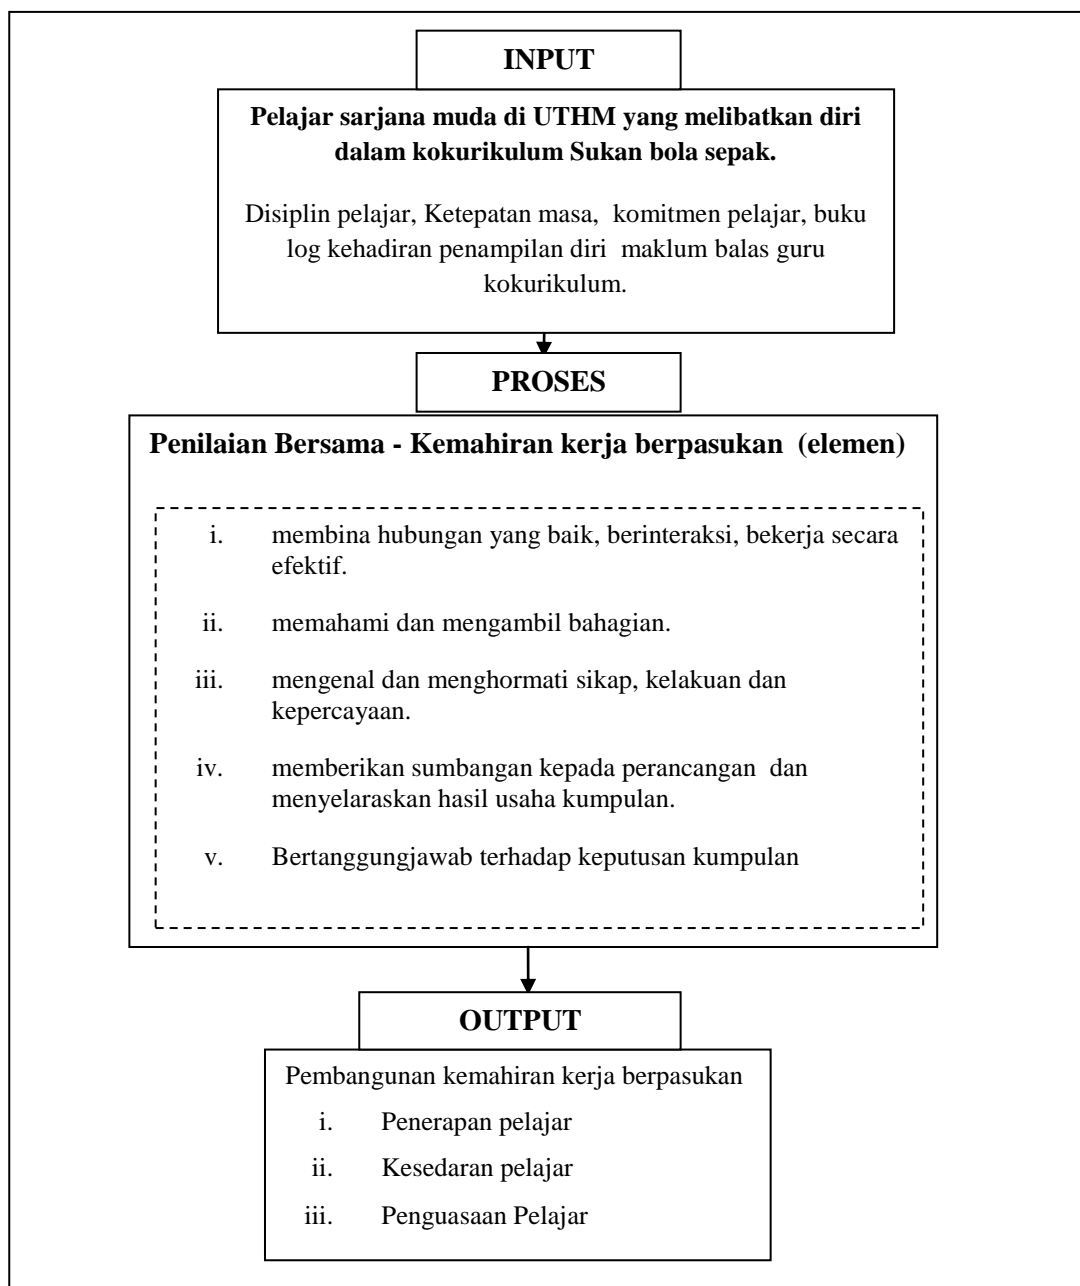 INPUT
Pelajar sarjana muda di UTHM yang melibatkan diri
dalam kokurikulum Sukan bola sepak.
Disiplin pelajar, Ketepatan masa, komitmen pelajar, buku
log kehadiran penampilan diri maklum balas guru
kokurikulum.
PROSES
Penilaian Bersama - Kemahiran kerja berpasukan (elemen)
i. membina hubungan yang baik, berinteraksi, bekerja secara
efektif.
ii. memahami dan mengambil bahagian.
iii. mengenal dan menghormati sikap, kelakuan dan
kepercayaan.
iv. memberikan sumbangan kepada perancangan dan
menyelaraskan hasil usaha kumpulan.
v. Bertanggungjawab terhadap keputusan kumpulan
OUTPUT
Pembangunan kemahiran kerja berpasukan
i. Penerapan pelajar
ii. Kesedaran pelajar
iii. Penguasaan Pelajar